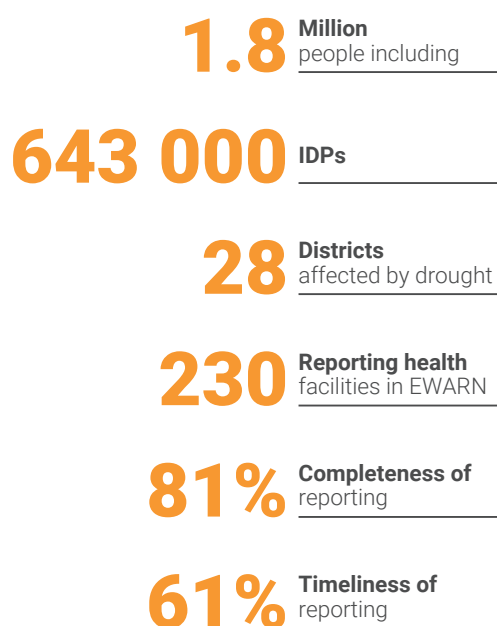 1.8 Million
people including
643 000 IDPs
28 Districts
affected by drought
230 Reporting health
facilities in EWARN
81% Completeness of
reporting
61% Timeliness of
reporting